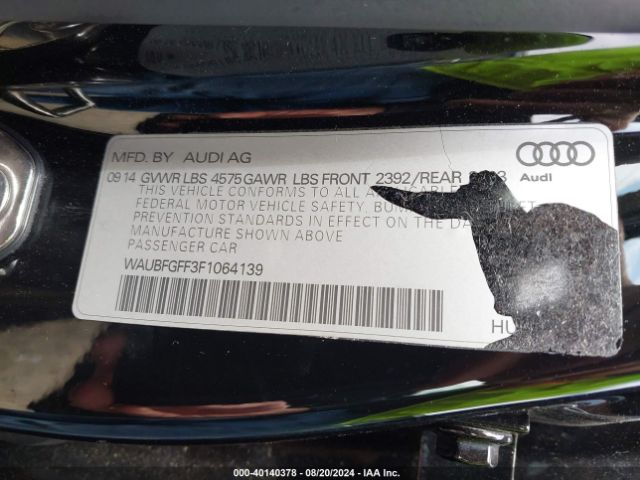 MFD. BY AUDI AG
09 14 GVWR LBS 4575 GAWR LBS FRONT 2392/REAR
Audi
THIS VEHICLE CONFORMS TO ALL
FEDERAL MOTOR VEHICLE SAFETY,
PREVENTION STANDARDS IN EFFECT ON THE
MANUFACTURE SHOWN ABOVE
PASSENGER CAR
WAUBFGFF3F1064139
000-40140378 - 08/20/2024 - IAA Inc.